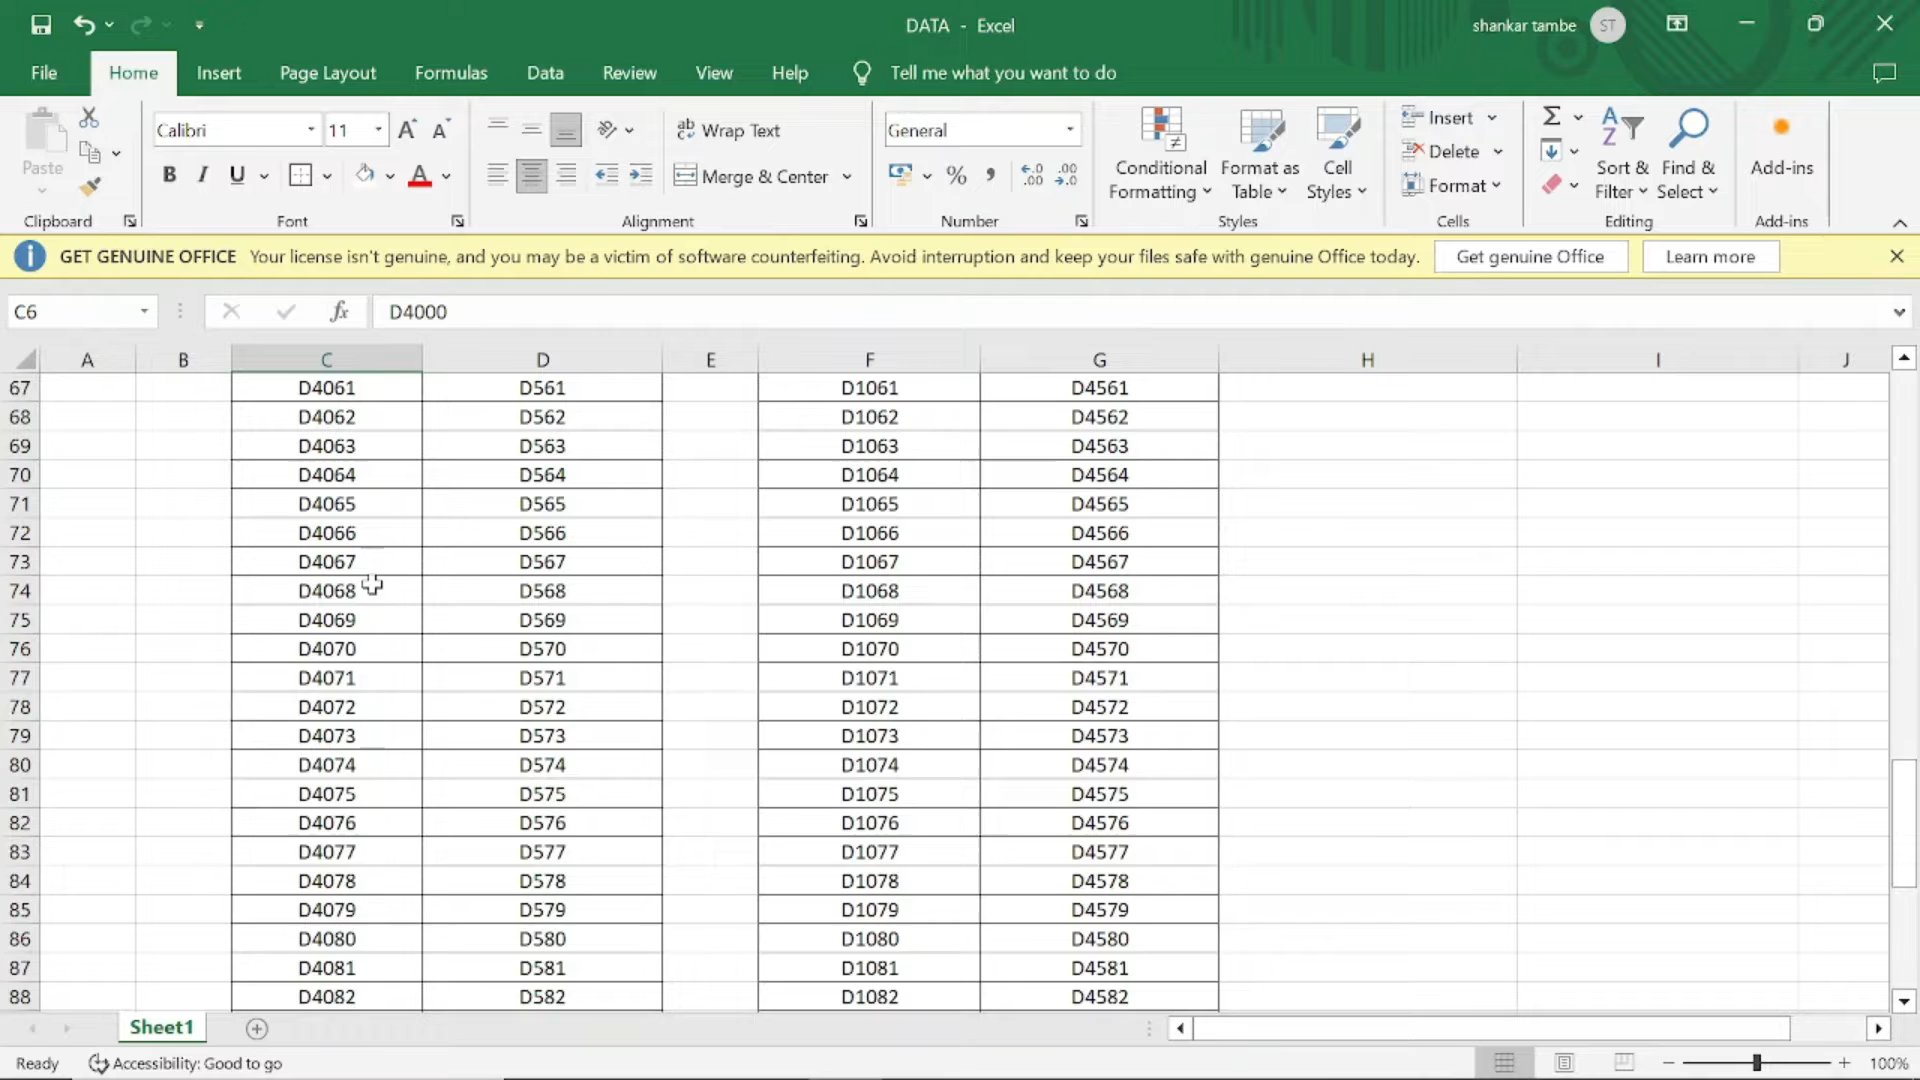 DATA - Excel
shankar tambe ST
File Home Insert Page Layout Formulas Data Review View Help Tell me what you want to do
Paste
Clipboard
Calibri 11 A A
B I U A
Font
ab Wrap Text
Merge & Center
Alignment
General
% , .00 .00
Number
Conditional Formatting
Format as Table
Cell Styles
Styles
Insert
Delete
Format
Cells
Sort & Filter
Find & Select
Editing
Add-ins
Add-ins
GET GENUINE OFFICE Your license isn't genuine, and you may be a victim of software counterfeiting. Avoid interruption and keep your files safe with genuine Office today. Get genuine Office Learn more
C6 fx D4000
A B C D E F G H I J
67 D4061 D561 D1061 D4561
68 D4062 D562 D1062 D4562
69 D4063 D563 D1063 D4563
70 D4064 D564 D1064 D4564
71 D4065 D565 D1065 D4565
72 D4066 D566 D1066 D4566
73 D4067 D567 D1067 D4567
74 D4068 D568 D1068 D4568
75 D4069 D569 D1069 D4569
76 D4070 D570 D1070 D4570
77 D4071 D571 D1071 D4571
78 D4072 D572 D1072 D4572
79 D4073 D573 D1073 D4573
80 D4074 D574 D1074 D4574
81 D4075 D575 D1075 D4575
82 D4076 D576 D1076 D4576
83 D4077 D577 D1077 D4577
84 D4078 D578 D1078 D4578
85 D4079 D579 D1079 D4579
86 D4080 D580 D1080 D4580
87 D4081 D581 D1081 D4581
88 D4082 D582 D1082 D4582
Sheet1
Ready Accessibility: Good to go 100%